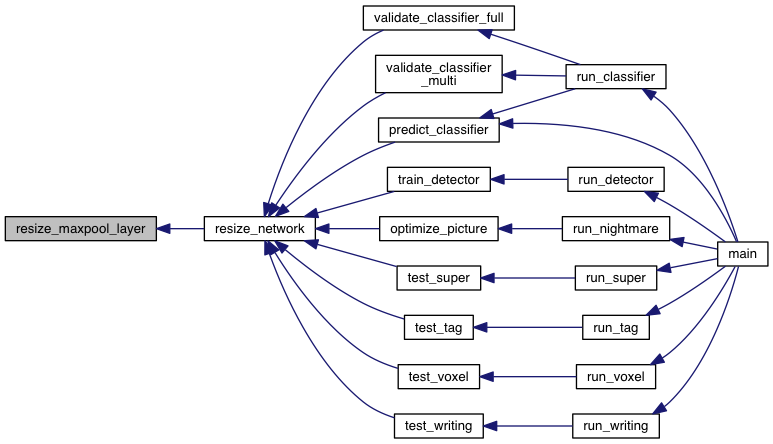 validate_classifier_full
validate_classifier
_multi
run_classifier
predict_classifier
train_detector
run_detector
resize_maxpool_layer
resize_network
optimize_picture
run_nightmare
main
test_super
run_super
test_tag
run_tag
test_voxel
run_voxel
test_writing
run_writing